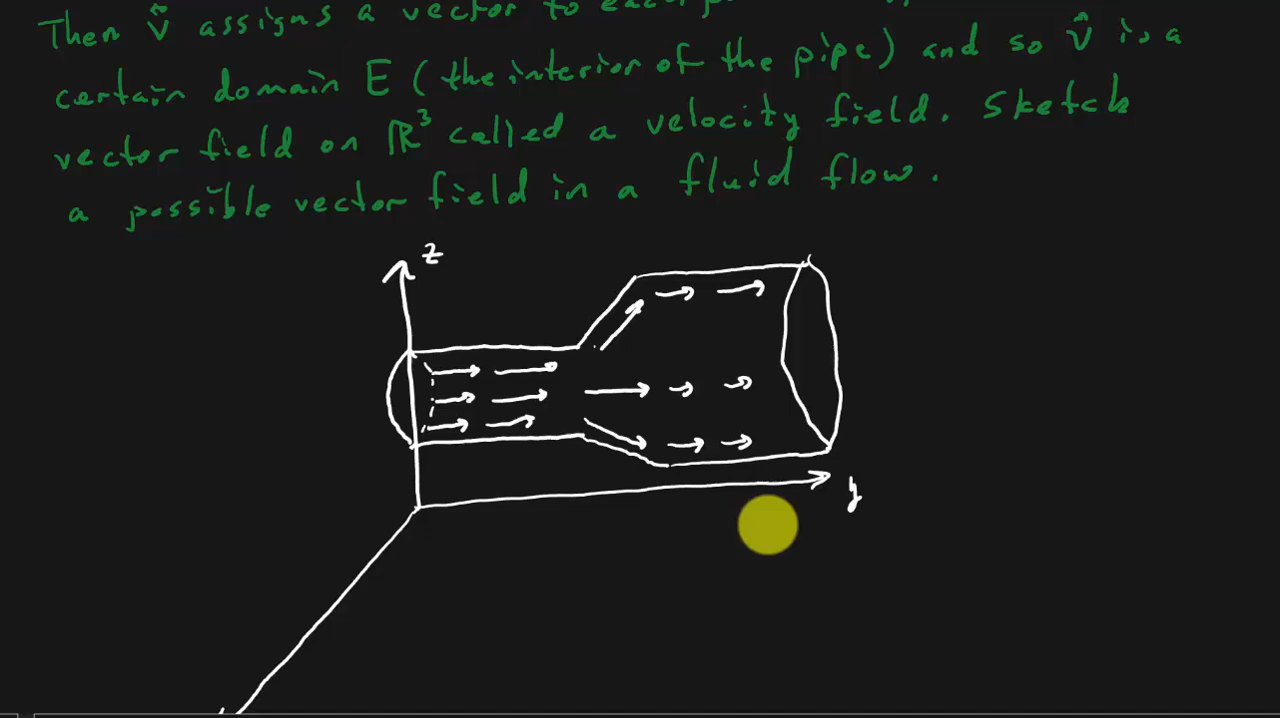 Then v̂ assigns a vector to each
certain domain E (the interior of the pipe) and so v̂ is a
vector field on ℝ³ called a velocity field. Sketch
a possible vector field in a fluid flow.
z
y